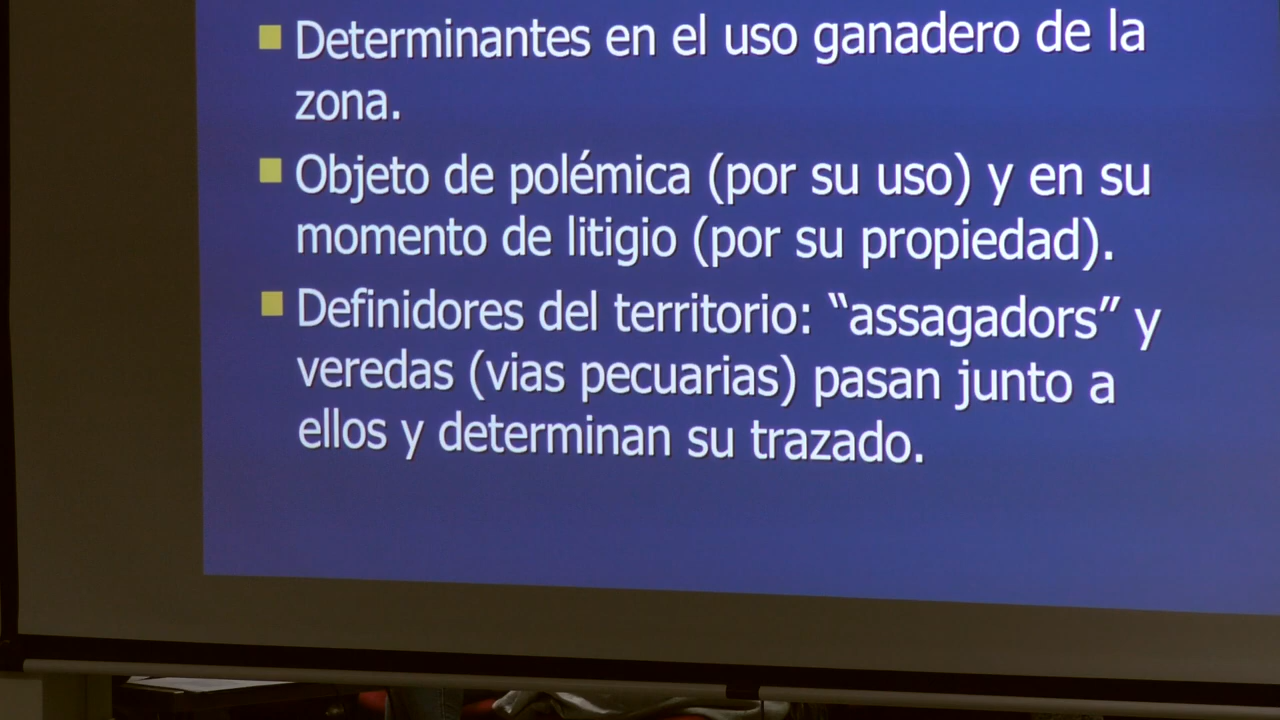 Determinantes en el uso ganadero de la
zona.
Objeto de polémica (por su uso) y en su
momento de litigio (por su propiedad).
Definidores del territorio: “assagadors” y
veredas (vias pecuarias) pasan junto a
ellos y determinan su trazado.